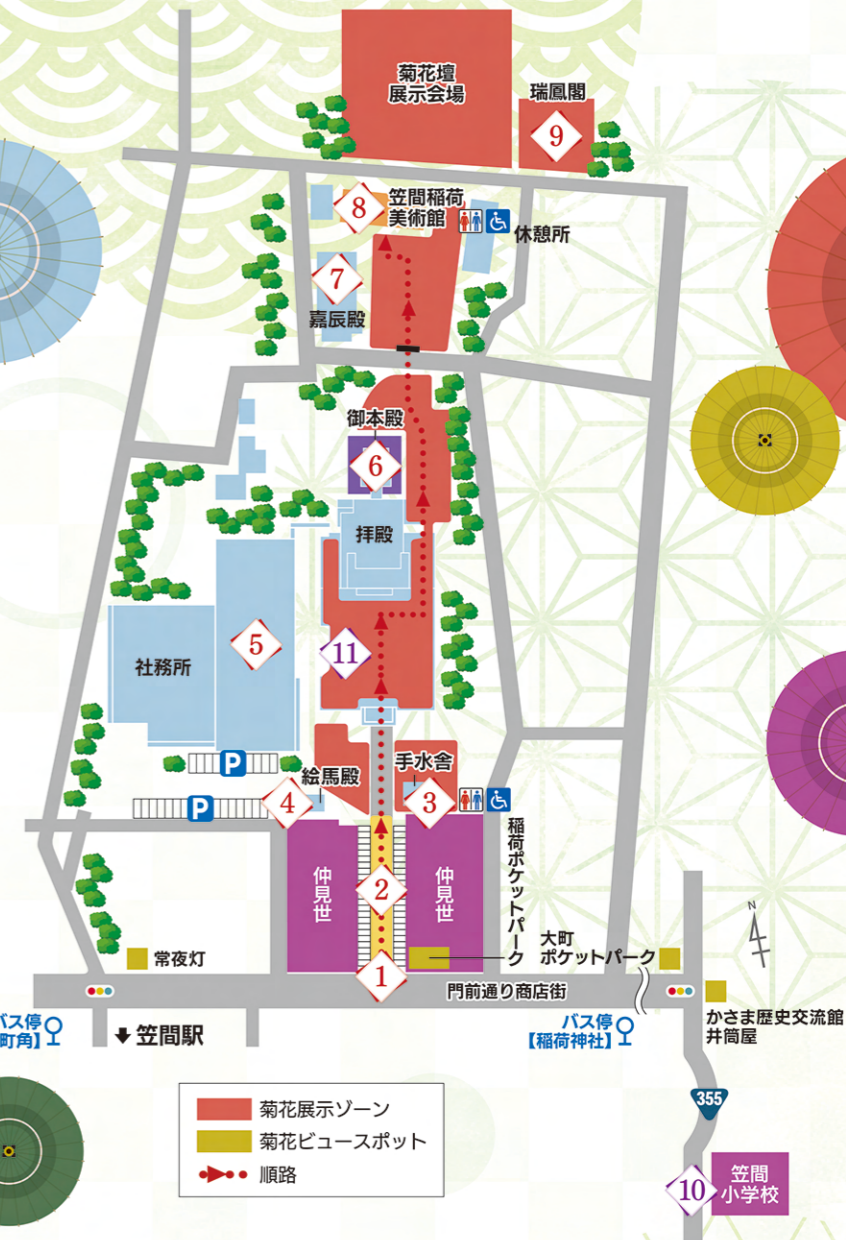 菊花壇
展示会場
瑞鳳閣
9
8
笠間稲荷
美術館
休憩所
7
嘉辰殿
御本殿
6
拝殿
5
11
社務所
P
絵馬殿
手水舎
P
4
3
仲見世
2
仲見世
稲荷ポケットパーク
N
常夜灯
大町
ポケットパーク
1
門前通り商店街
バス停
町角】
笠間駅
バス停
【稲荷神社】
かさま歴史交流館
井筒屋
355
菊花展示ゾーン
菊花ビュースポット
順路
10
笠間
小学校